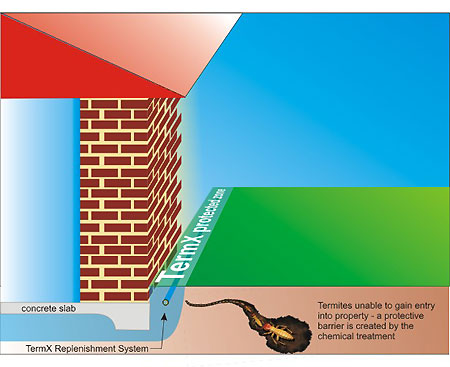 TermX protected zone
concrete slab
TermX Replenishment System
Termites unable to gain entry
into property - a protective
barrier is created by the
chemical treatment